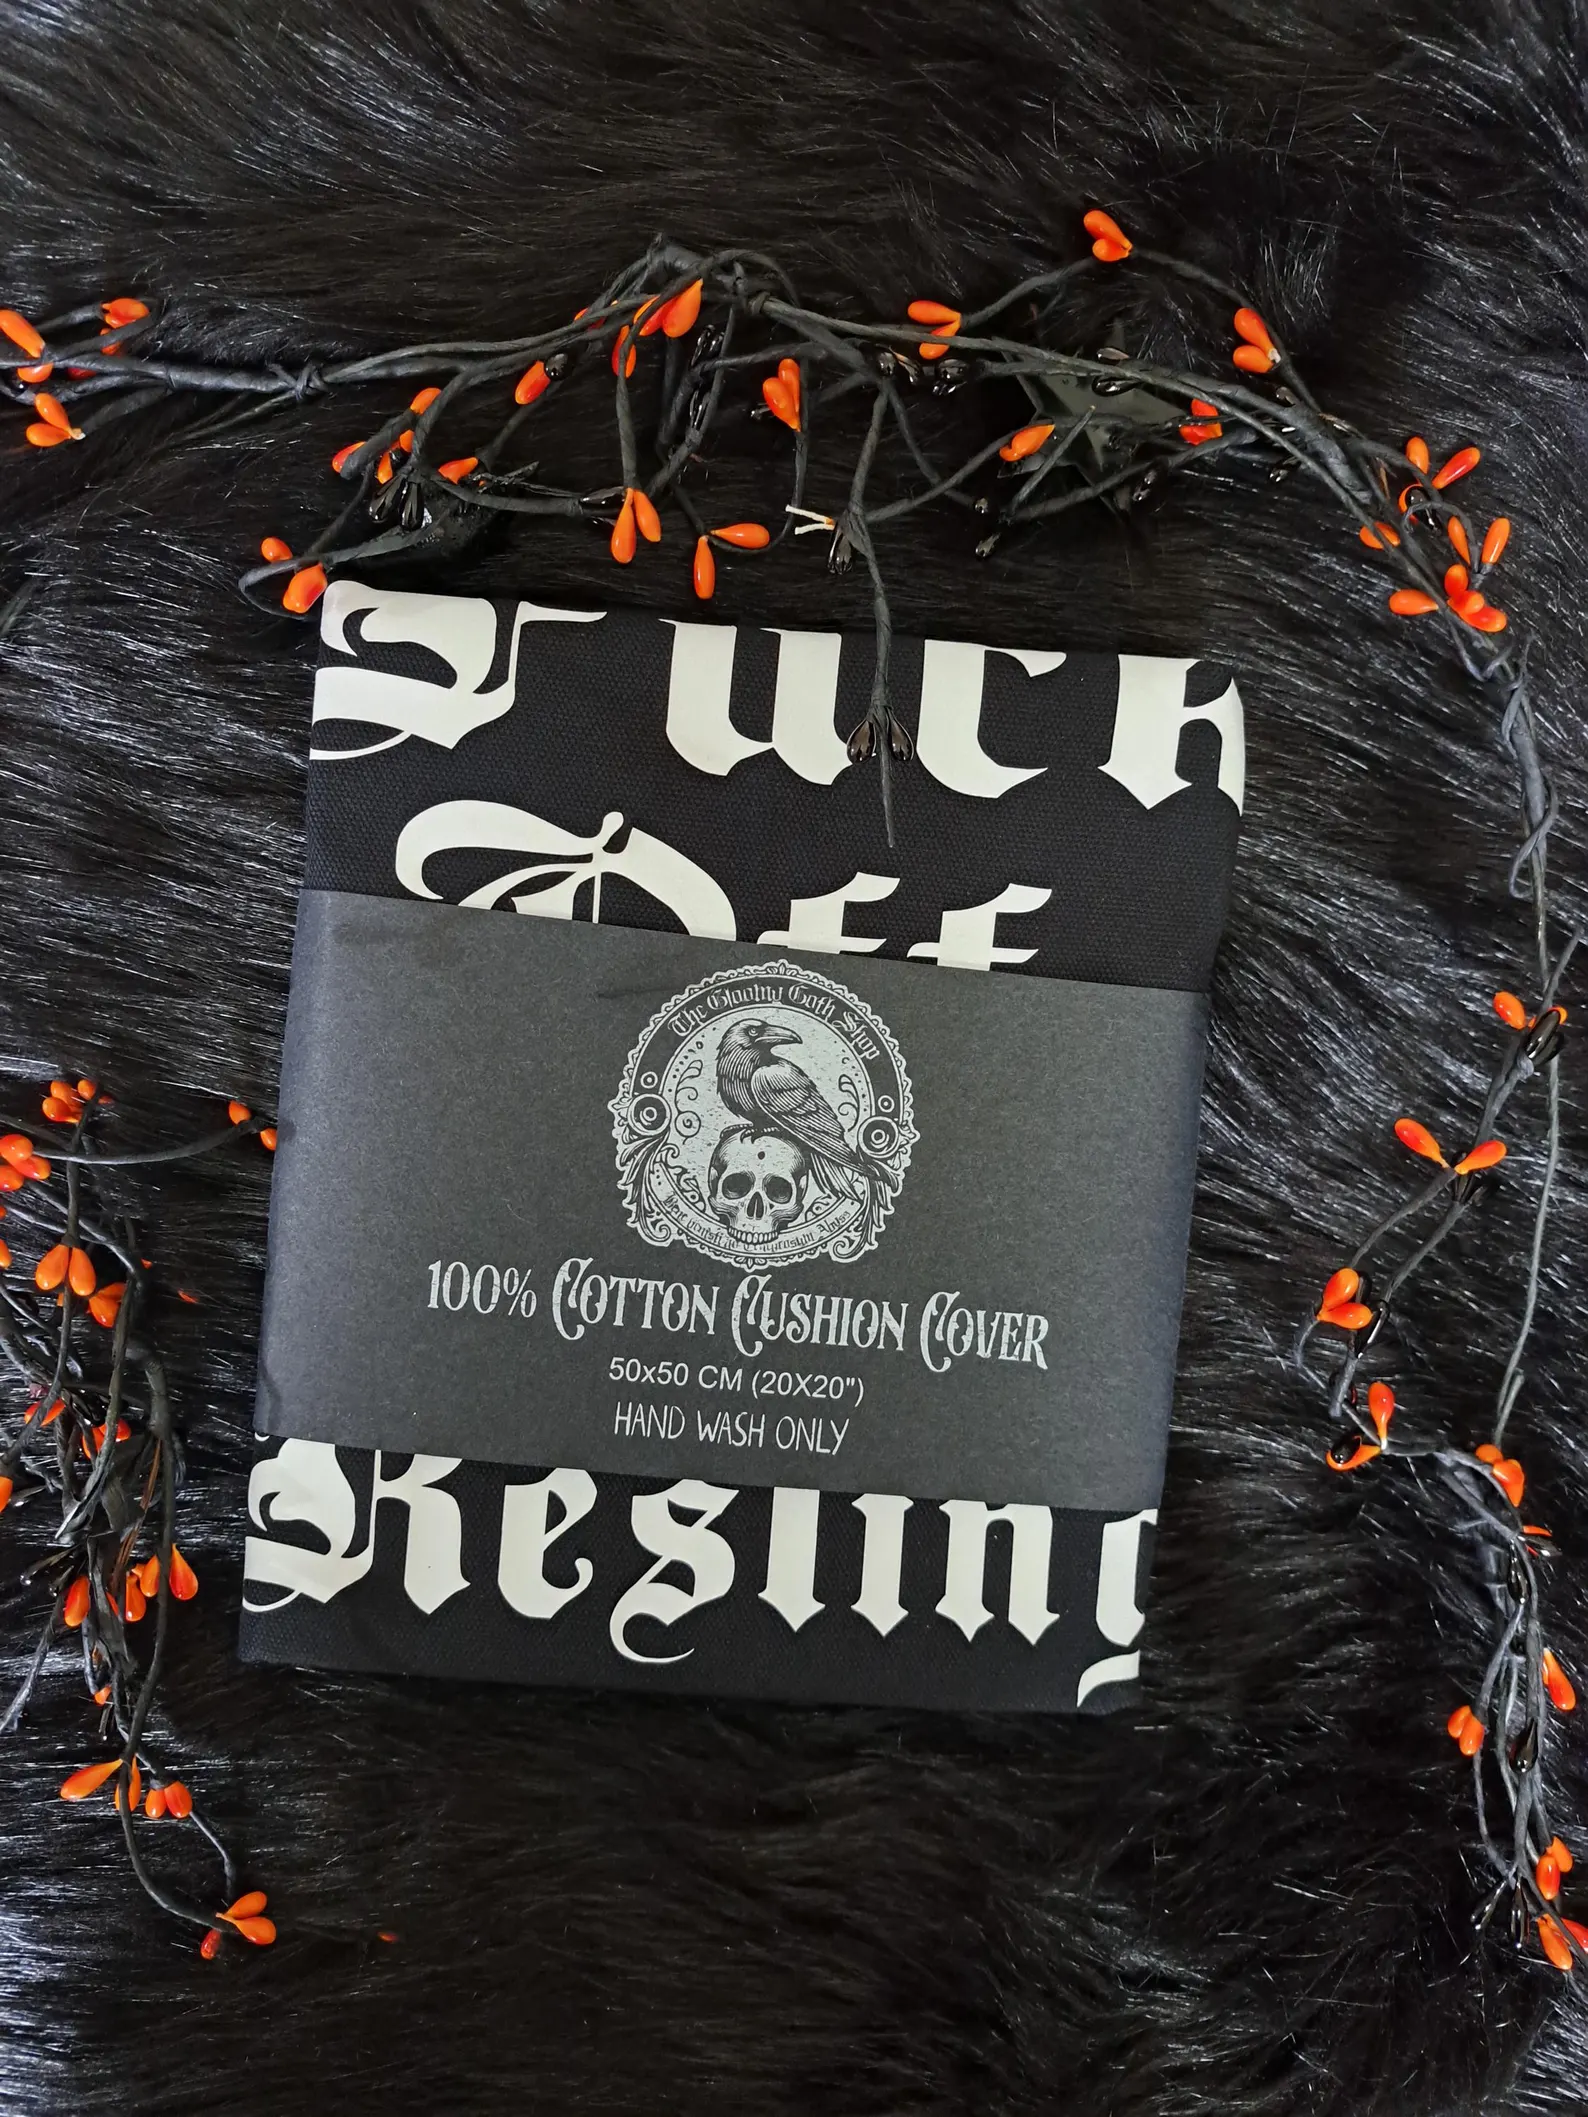 Fuck
Off
The Gloomy Goth Shop
100% COTTON CUSHION COVER
50x50 CM (20X20")
HAND WASH ONLY
Resting